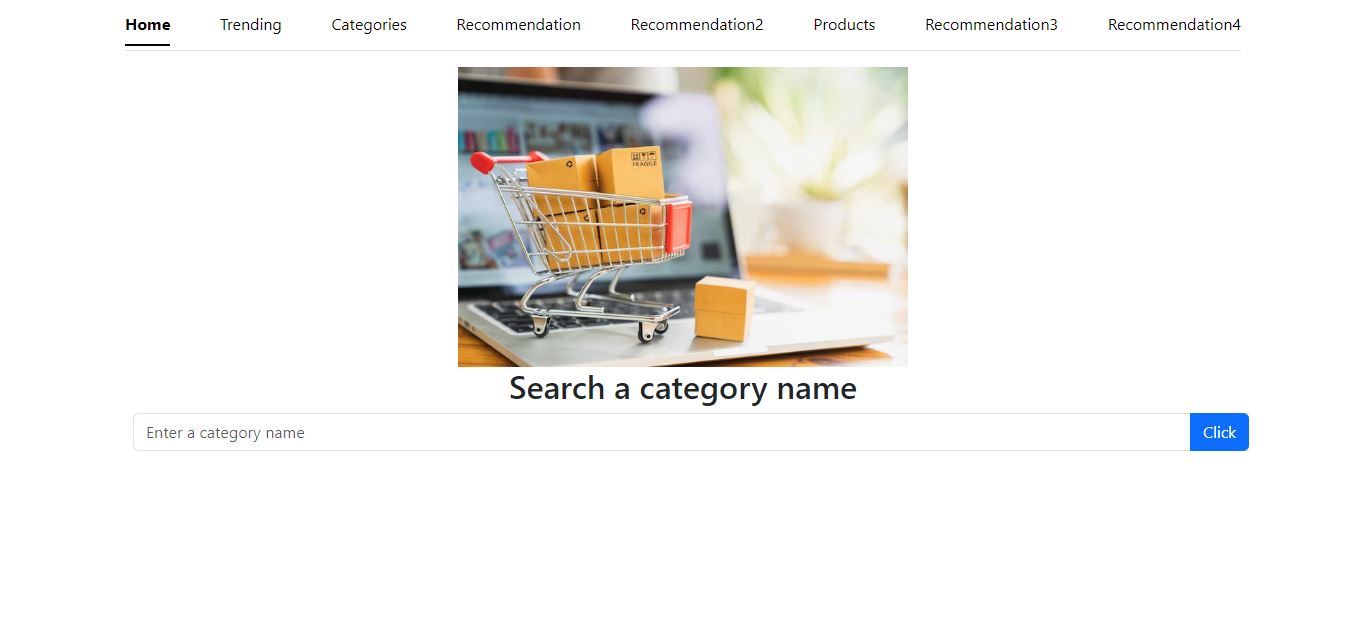 Home Trending Categories Recommendation Recommendation2 Products Recommendation3 Recommendation4
FRAGILE
Search a category name
Enter a category name Click